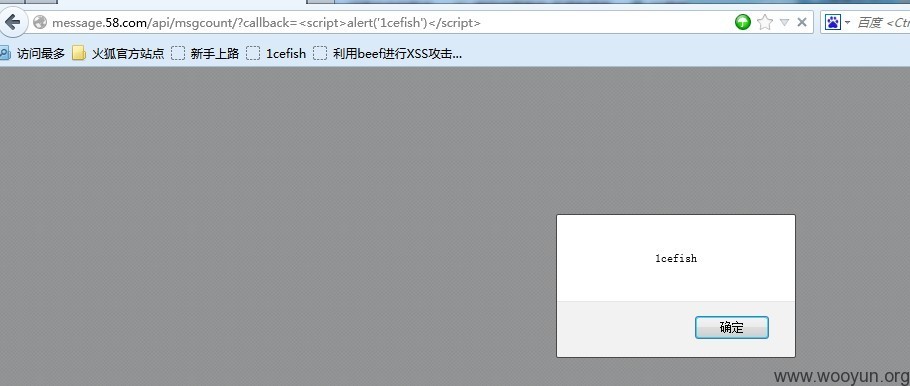 message.58.com/api/msgcount/?callback=<script>alert('1cefish')</script>
百度 <Ctr
访问最多 火狐官方站点 新手上路 1cefish 利用beef进行XSS攻击...
1cefish
确定
www.wooyun.org